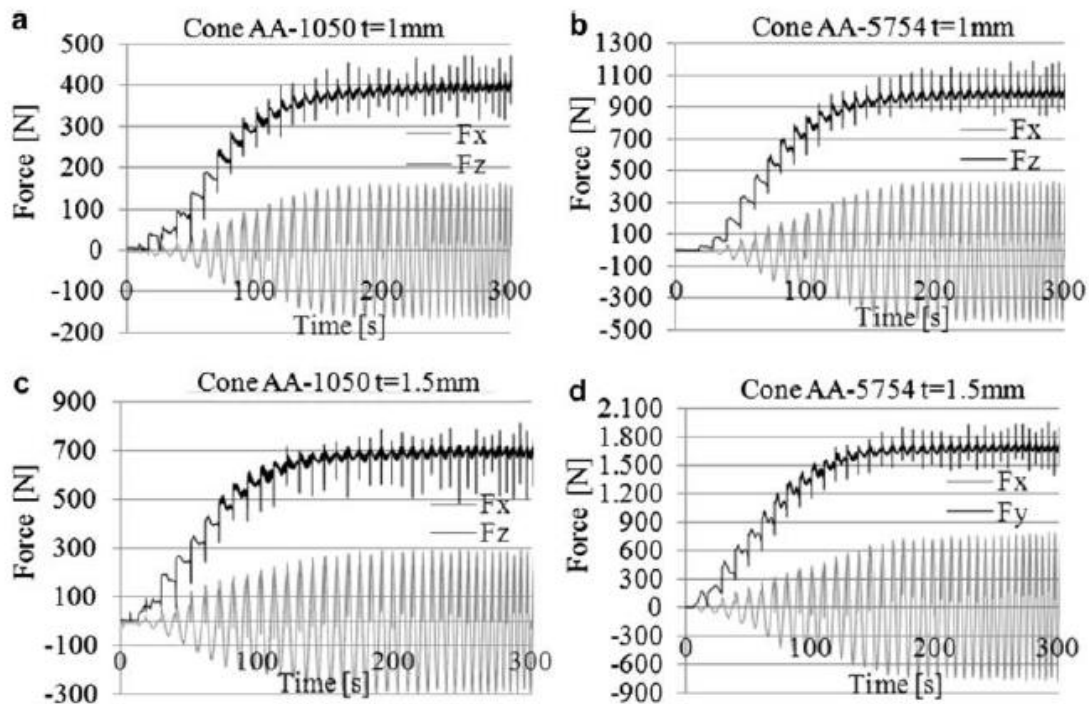 a
Cone AA-1050 t=1mm
500
400
300
200
100
0
-100
-200
Force [N]
Fx
Fz
0
100
200
300
Time [s]
b
Cone AA-5754 t=1mm
1300
1100
900
700
500
300
100
-100
-300
-500
Force [N]
Fx
Fz
0
100
200
300
Time [s]
c
Cone AA-1050 t=1.5mm
900
700
500
300
100
-100
-300
Force [N]
Fx
Fz
0
100
200
300
Time [s]
d
Cone AA-5754 t=1.5mm
2.100
1.800
1.500
1.200
900
600
300
0
-300
-600
-900
Force [N]
Fx
Fy
0
100
200
300
Time [s]